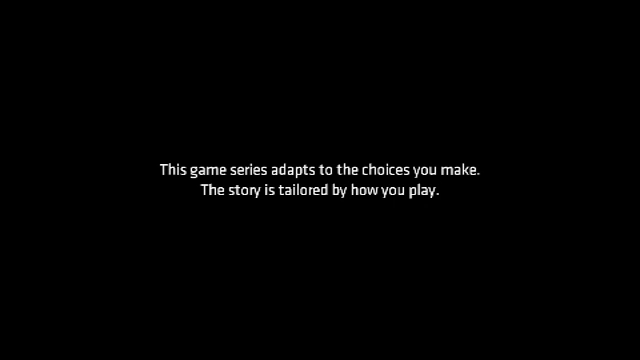 This game series adapts to the choices you make.
The story is tailored by how you play.